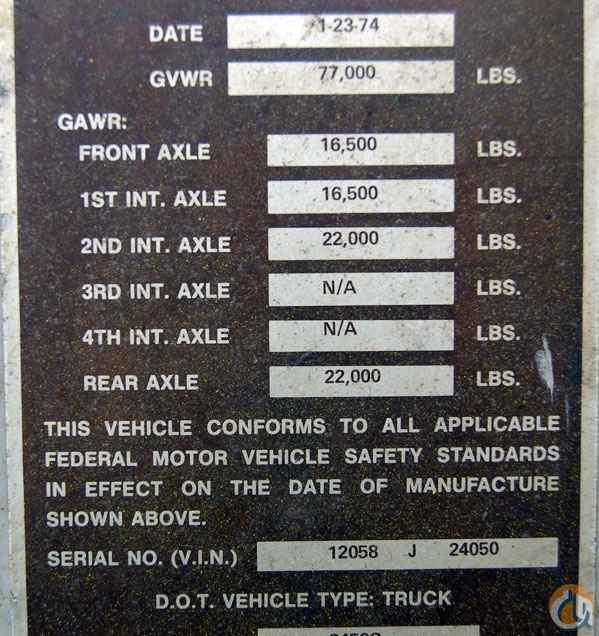 DATE 1-23-74
GVWR 77,000 LBS.
GAWR:
FRONT AXLE 16,500 LBS.
1ST INT. AXLE 16,500 LBS.
2ND INT. AXLE 22,000 LBS.
3RD INT. AXLE N/A LBS.
4TH INT. AXLE N/A LBS.
REAR AXLE 22,000 LBS.
THIS VEHICLE CONFORMS TO ALL APPLICABLE
FEDERAL MOTOR VEHICLE SAFETY STANDARDS
IN EFFECT ON THE DATE OF MANUFACTURE
SHOWN ABOVE.
SERIAL NO. (V.I.N.) 12058 J 24050
D.O.T. VEHICLE TYPE: TRUCK